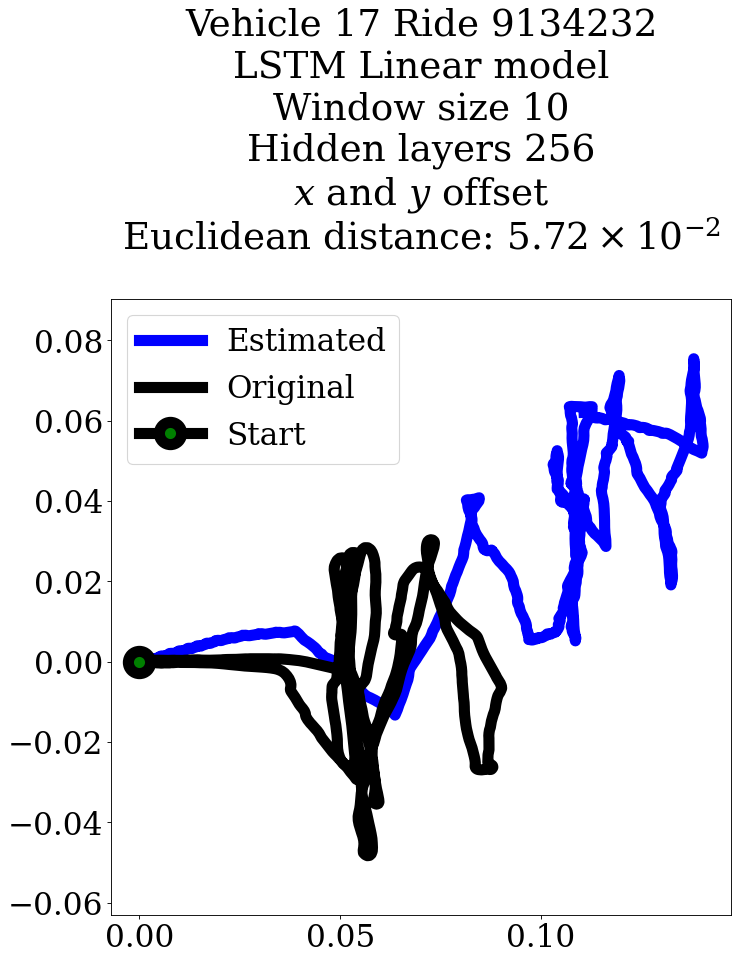 Vehicle 17 Ride 9134232
LSTM Linear model
Window size 10
Hidden layers 256
x and y offset
Euclidean distance: 5.72 × 10⁻²
Estimated
Original
Start
0.08
0.06
0.04
0.02
0.00
−0.02
−0.04
−0.06
0.00 0.05 0.10